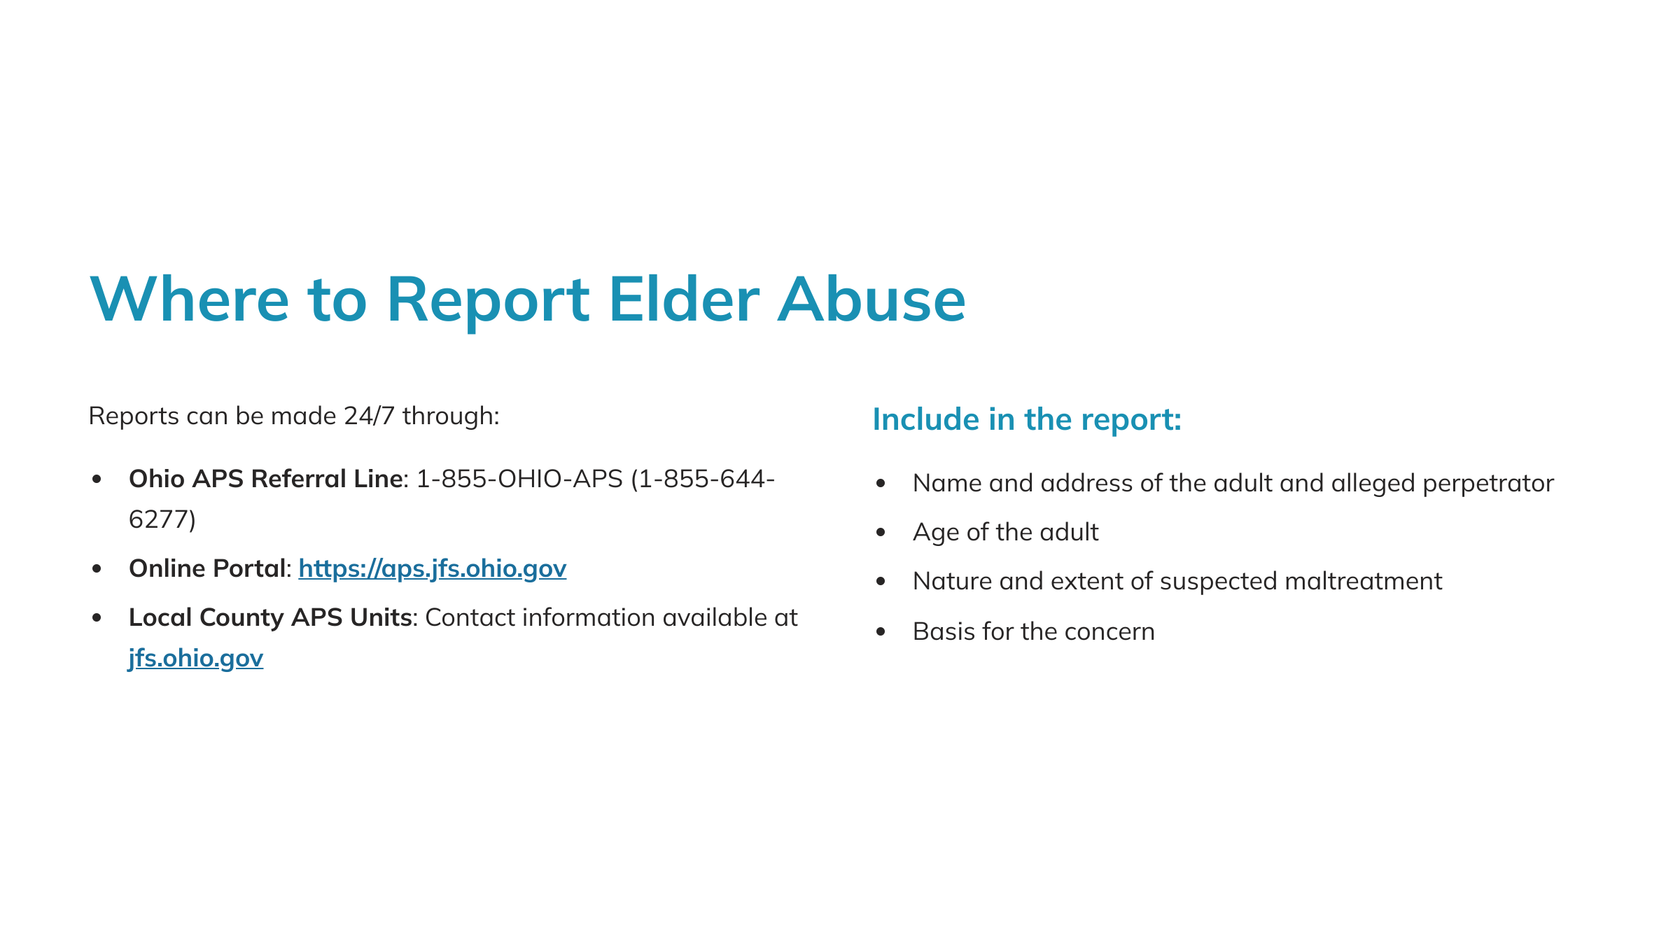 Where to Report Elder Abuse
Reports can be made 24/7 through:
• Ohio APS Referral Line: 1-855-OHIO-APS (1-855-644-
6277)
• Online Portal: https://aps.jfs.ohio.gov
• Local County APS Units: Contact information available at
jfs.ohio.gov
Include in the report:
• Name and address of the adult and alleged perpetrator
• Age of the adult
• Nature and extent of suspected maltreatment
• Basis for the concern